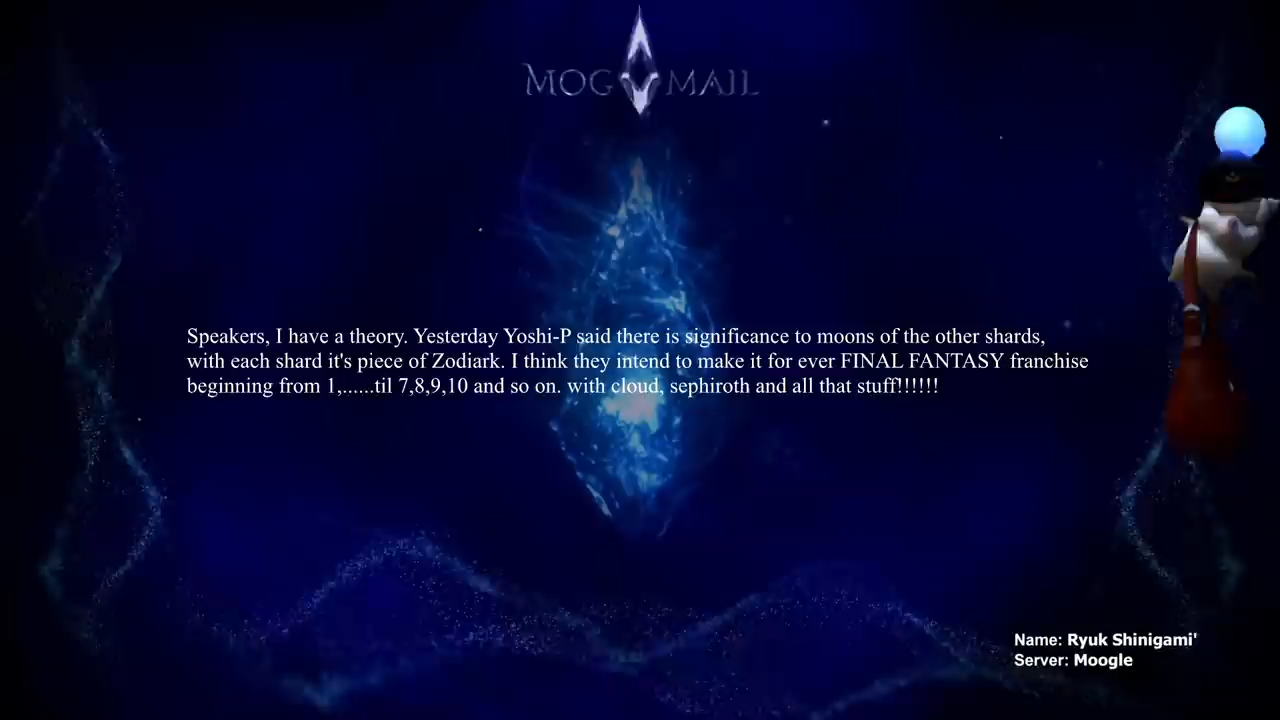 MOG MAIL
Speakers, I have a theory. Yesterday Yoshi-P said there is significance to moons of the other shards,
with each shard it's piece of Zodiark. I think they intend to make it for ever FINAL FANTASY franchise
beginning from 1,......til 7,8,9,10 and so on. with cloud, sephiroth and all that stuff!!!!!!
Name: Ryuk Shinigami'
Server: Moogle